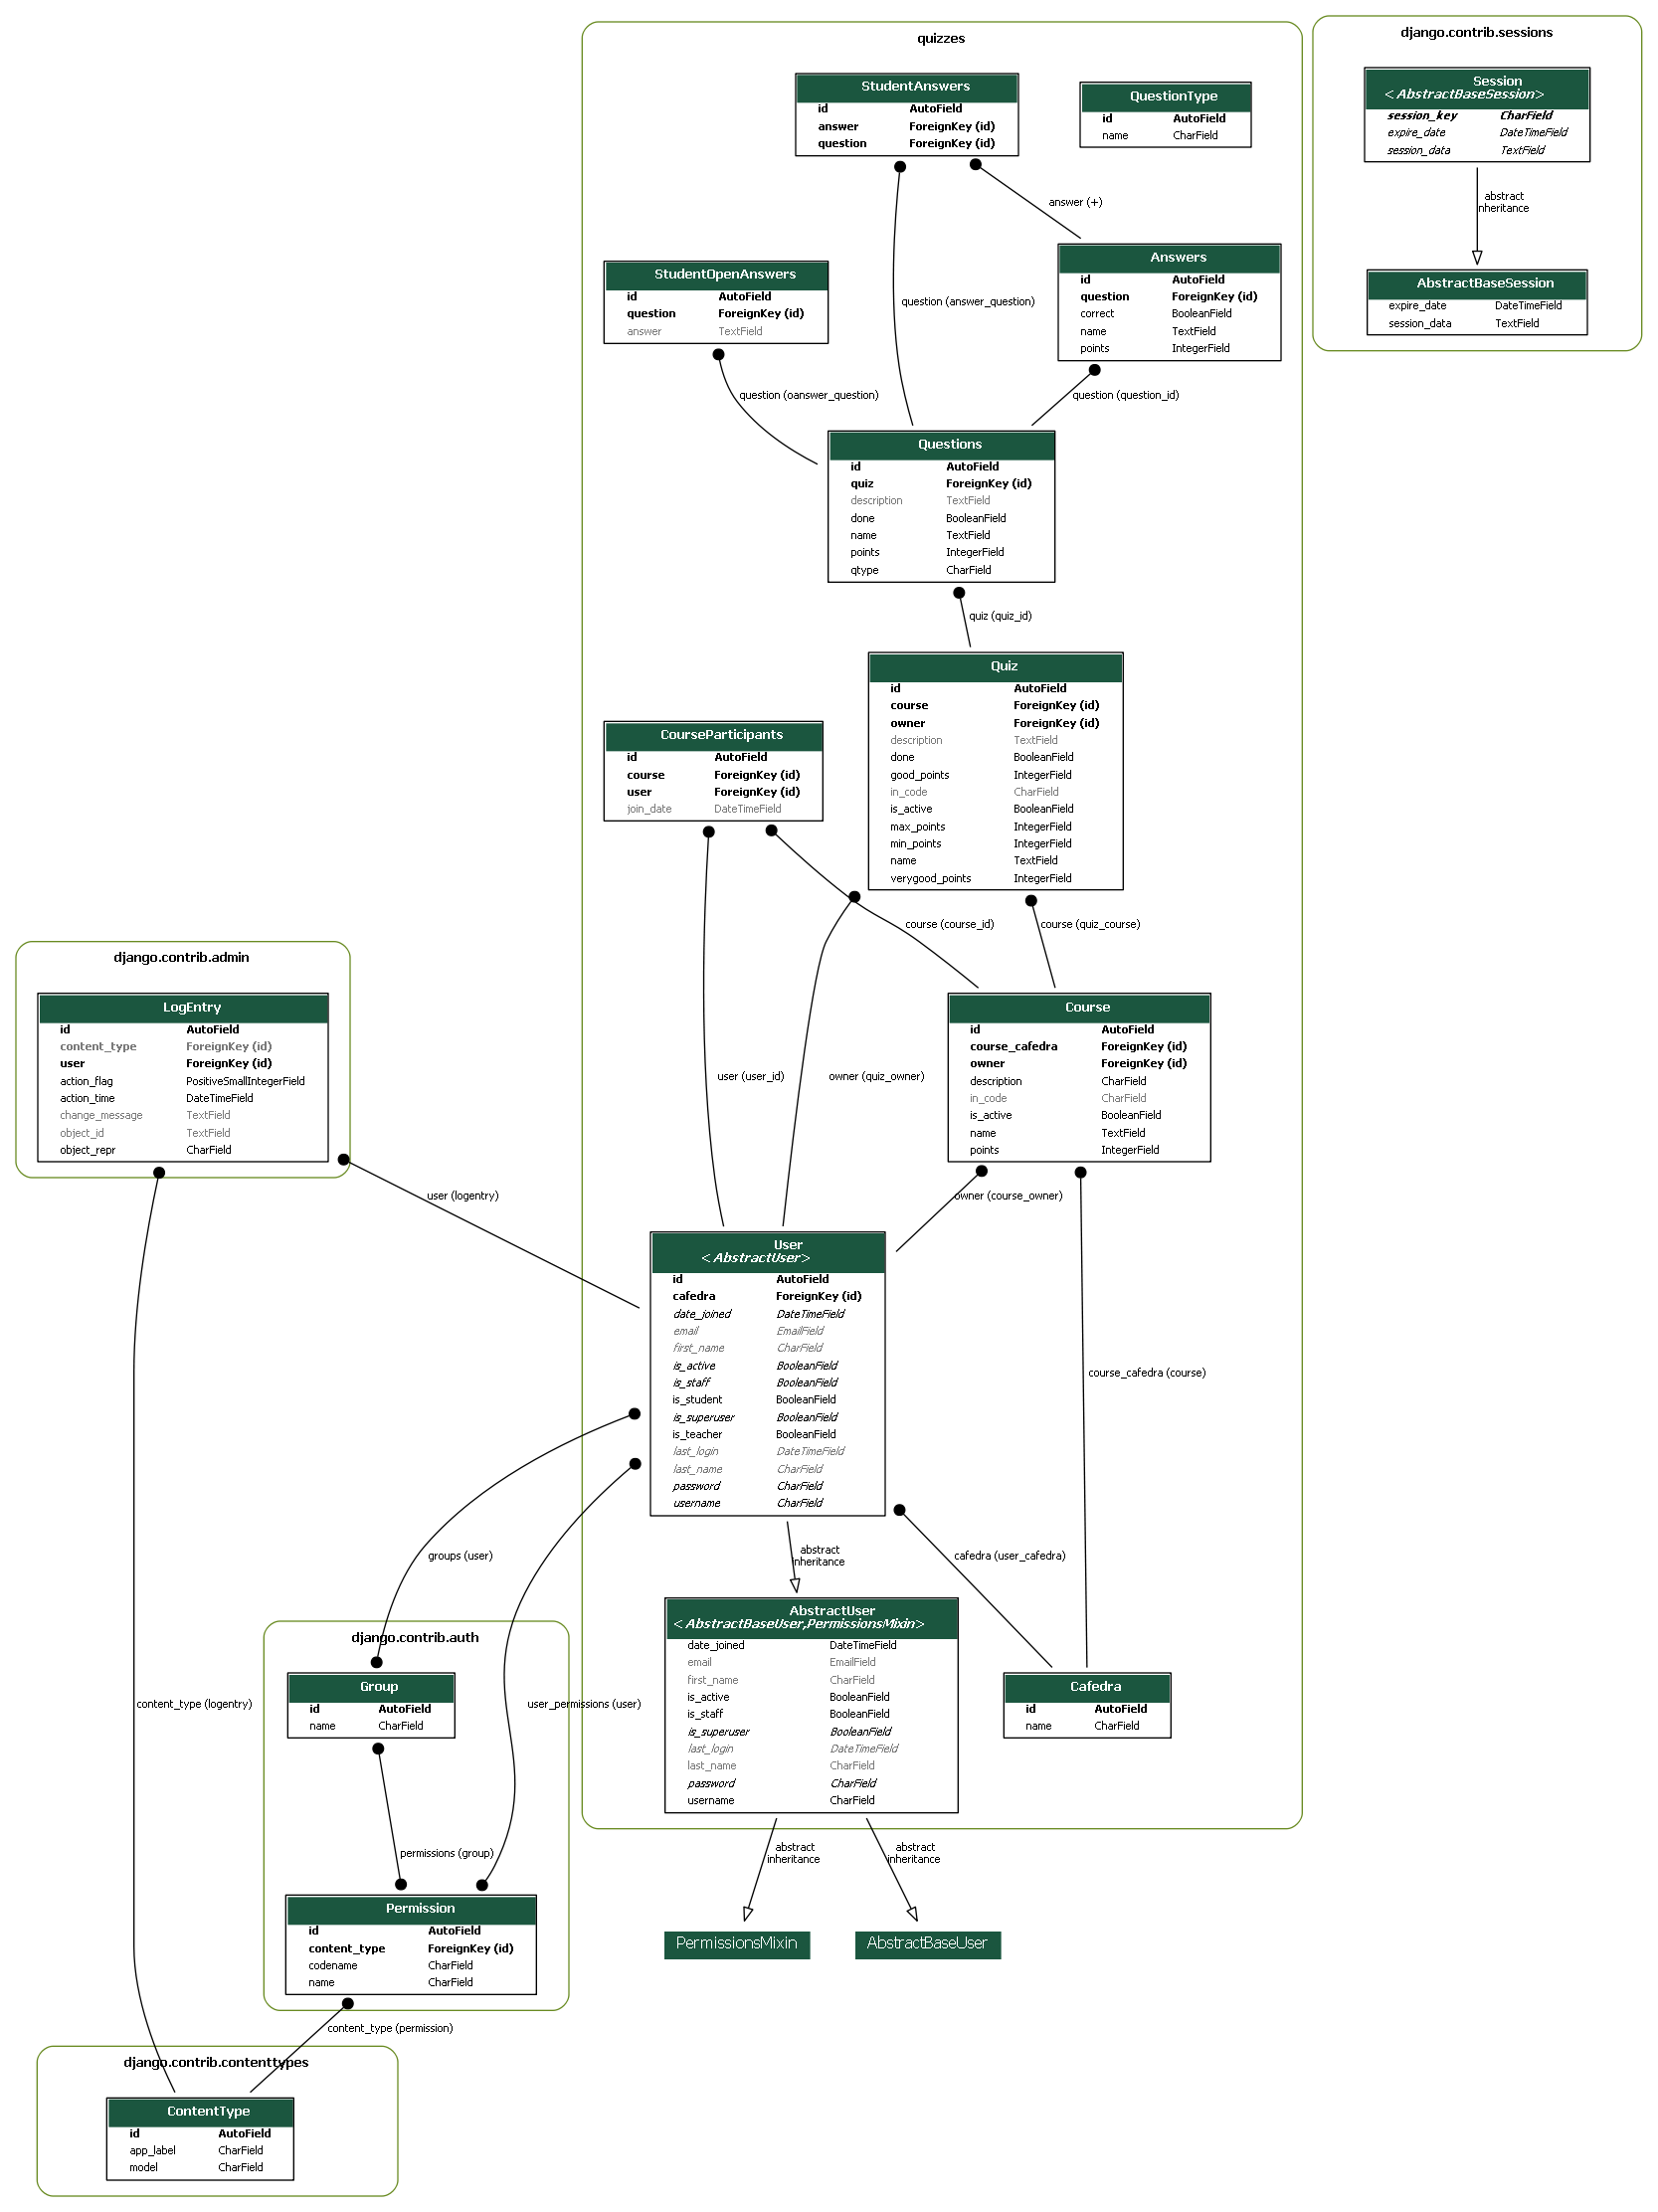 quizzes
StudentAnswers
id AutoField
answer ForeignKey (id)
question ForeignKey (id)
QuestionType
id AutoField
name CharField
answer (+)
StudentOpenAnswers
id AutoField
question ForeignKey (id)
answer TextField
question (answer_question)
Answers
id AutoField
question ForeignKey (id)
correct BooleanField
name TextField
points IntegerField
question (oanswer_question)
question (question_id)
Questions
id AutoField
quiz ForeignKey (id)
description TextField
done BooleanField
name TextField
points IntegerField
qtype CharField
quiz (quiz_id)
Quiz
id AutoField
course ForeignKey (id)
owner ForeignKey (id)
description TextField
done BooleanField
good_points IntegerField
in_code CharField
is_active BooleanField
max_points IntegerField
min_points IntegerField
name TextField
verygood_points IntegerField
CourseParticipants
id AutoField
course ForeignKey (id)
user ForeignKey (id)
join_date DateTimeField
course (course_id)
course (quiz_course)
Course
id AutoField
course_cafedra ForeignKey (id)
owner ForeignKey (id)
description CharField
in_code CharField
is_active BooleanField
name TextField
points IntegerField
user (user_id)
owner (quiz_owner)
owner (course_owner)
User
<AbstractUser>
id AutoField
cafedra ForeignKey (id)
date_joined DateTimeField
email EmailField
first_name CharField
is_active BooleanField
is_staff BooleanField
is_student BooleanField
is_superuser BooleanField
is_teacher BooleanField
last_login DateTimeField
last_name CharField
password CharField
username CharField
course_cafedra (course)
abstract
inheritance
cafedra (user_cafedra)
AbstractUser
<AbstractBaseUser,PermissionsMixin>
date_joined DateTimeField
email EmailField
first_name CharField
is_active BooleanField
is_staff BooleanField
is_superuser BooleanField
last_login DateTimeField
last_name CharField
password CharField
username CharField
Cafedra
id AutoField
name CharField
abstract
inheritance
abstract
inheritance
PermissionsMixin
AbstractBaseUser
django.contrib.sessions
Session
<AbstractBaseSession>
session_key CharField
expire_date DateTimeField
session_data TextField
abstract
inheritance
AbstractBaseSession
expire_date DateTimeField
session_data TextField
django.contrib.admin
LogEntry
id AutoField
content_type ForeignKey (id)
user ForeignKey (id)
action_flag PositiveSmallIntegerField
action_time DateTimeField
change_message TextField
object_id TextField
object_repr CharField
user (logentry)
groups (user)
django.contrib.auth
Group
id AutoField
name CharField
content_type (logentry)
user_permissions (user)
permissions (group)
Permission
id AutoField
content_type ForeignKey (id)
codename CharField
name CharField
content_type (permission)
django.contrib.contenttypes
ContentType
id AutoField
app_label CharField
model CharField